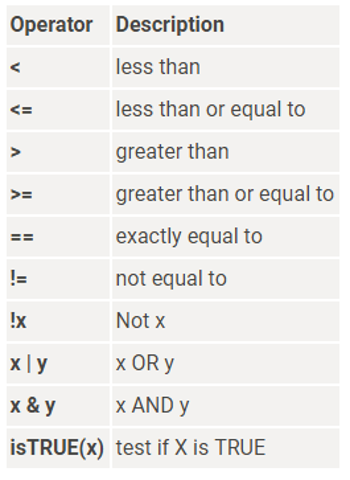 Operator Description
< less than
<= less than or equal to
> greater than
>= greater than or equal to
== exactly equal to
!= not equal to
!x Not x
x | y x OR y
x & y x AND y
isTRUE(x) test if X is TRUE